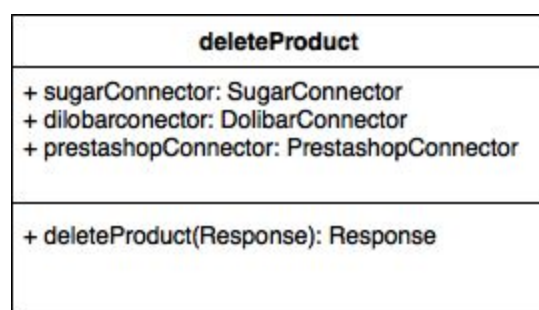 deleteProduct
+ sugarConnector: SugarConnector
+ dilobarconector: DolibarConnector
+ prestashopConnector: PrestashopConnector
+ deleteProduct(Response): Response